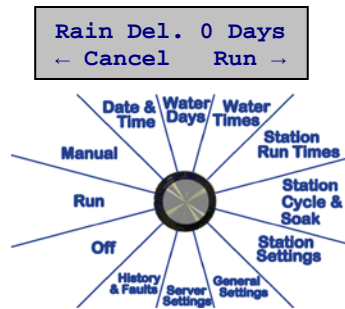 Rain Del. 0 Days
← Cancel Run →
Date &
Time
Water
Days
Water
Times
Station
Run Times
Station
Cycle &
Soak
Station
Settings
General
Settings
Server
Settings
History
& Faults
Off
Run
Manual